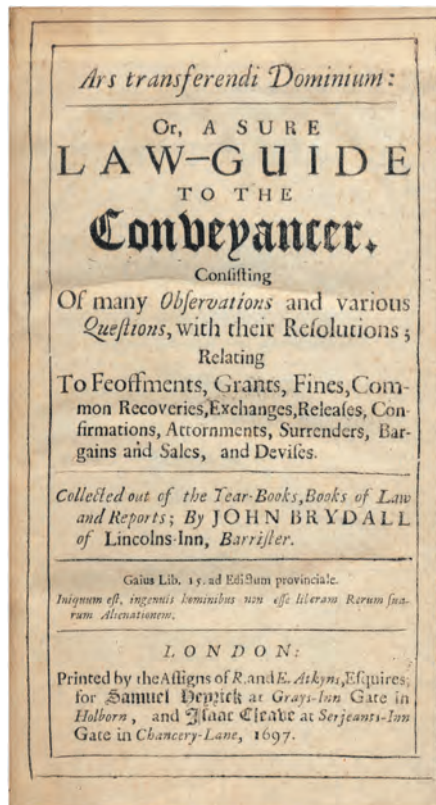 Ars transferendi Dominium:
Or, A SURE
LAW-GUIDE
TO THE
Conveyancer.
Conſiſting
Of many Obſervations and various
Queſtions, with their Reſolutions;
Relating
To Feoffments, Grants, Fines, Com-
mon Recoveries, Exchanges, Releaſes, Con-
firmations, Attornments, Surrenders, Bar-
gains and Sales, and Deviſes.
Collected out of the Year-Books, Books of Law
and Reports; By JOHN BRYDALL
of Lincolns-Inn, Barriſter.
Gaius Lib. 15. ad Edictum provinciale.
Iniquum eſt, ingenuis hominibus non eſſe liberam Rerum ſua-
rum Alienationem.
LONDON:
Printed by the Aſſigns of R. and E. Atkyns, Eſquires;
for Samuel Heyrick at Grays-Inn Gate in
Holborn, and Iſaac Cleave at Serjeants-Inn
Gate in Chancery-Lane, 1697.